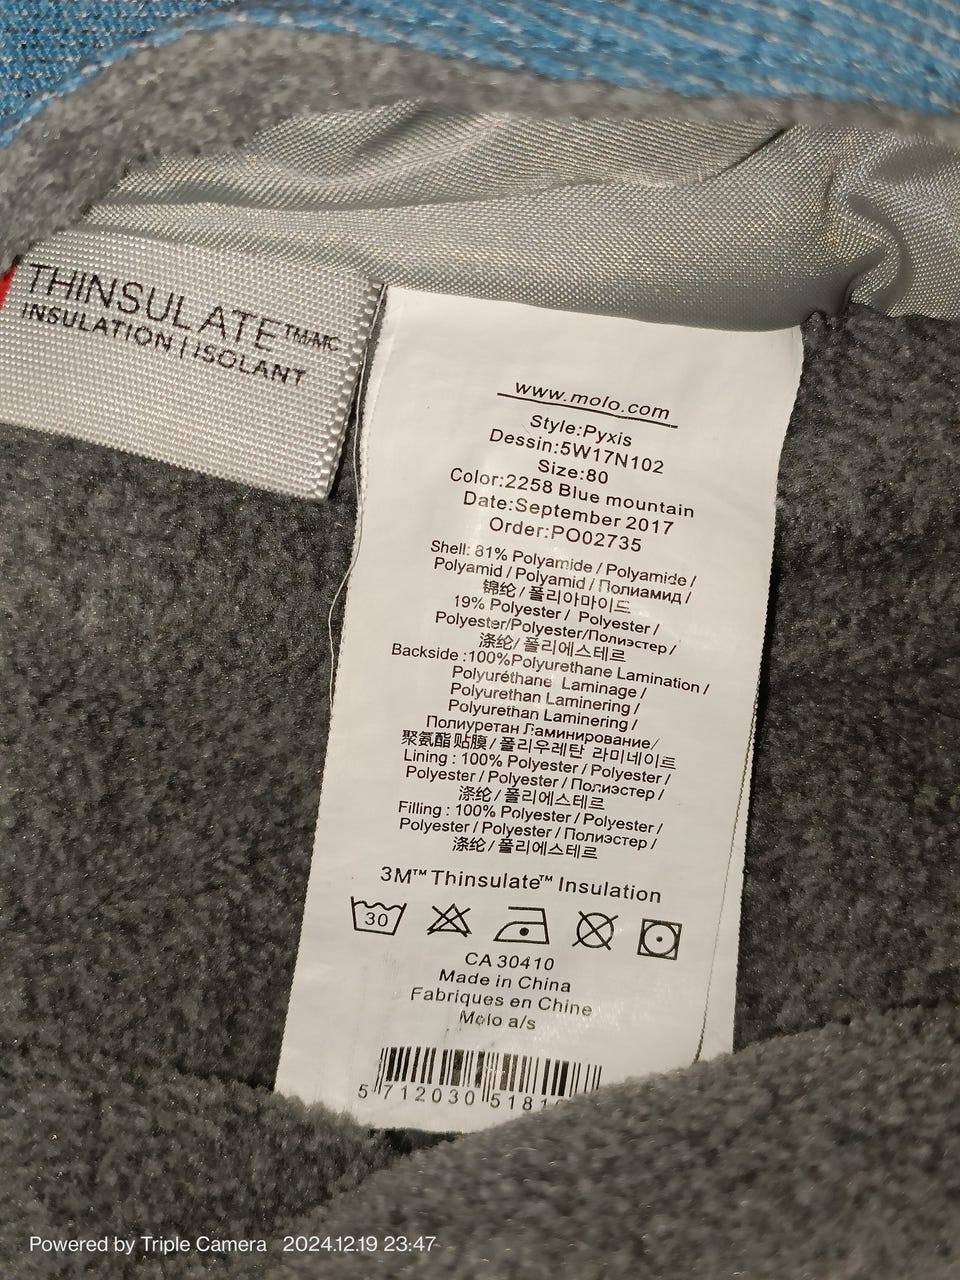 THINSULATE™/MC
INSULATION | ISOLANT
www.molo.com
Style:Pyxis
Dessin:5W17N102
Size:80
Color:2258 Blue mountain
Date:September 2017
Order:PO02735
Shell: 81% Polyamide / Polyamide /
Polyamid / Polyamid / Полиамид /
锦纶/ 폴리아마이드
19% Polyester / Polyester /
Polyester/Polyester/Полиэстер /
涤纶/ 폴리에스테르
Backside :100%Polyurethane Lamination /
Polyuréthane Laminage /
Polyurethan Laminering /
Polyurethan Laminering /
Полиуретан Ламинирование/
聚氨酯 贴膜 / 폴리우레탄 라미네이트
Lining : 100% Polyester / Polyester /
Polyester / Polyester / Полиэстер /
涤纶 / 폴리에스테르
Filling : 100% Polyester / Polyester /
Polyester / Polyester / Полиэстер /
涤纶 / 폴리에스테르
3M™ Thinsulate™ Insulation
30
CA 30410
Made in China
Fabriques en Chine
Molo a/s
5 712030 5181
Powered by Triple Camera 2024.12.19 23:47